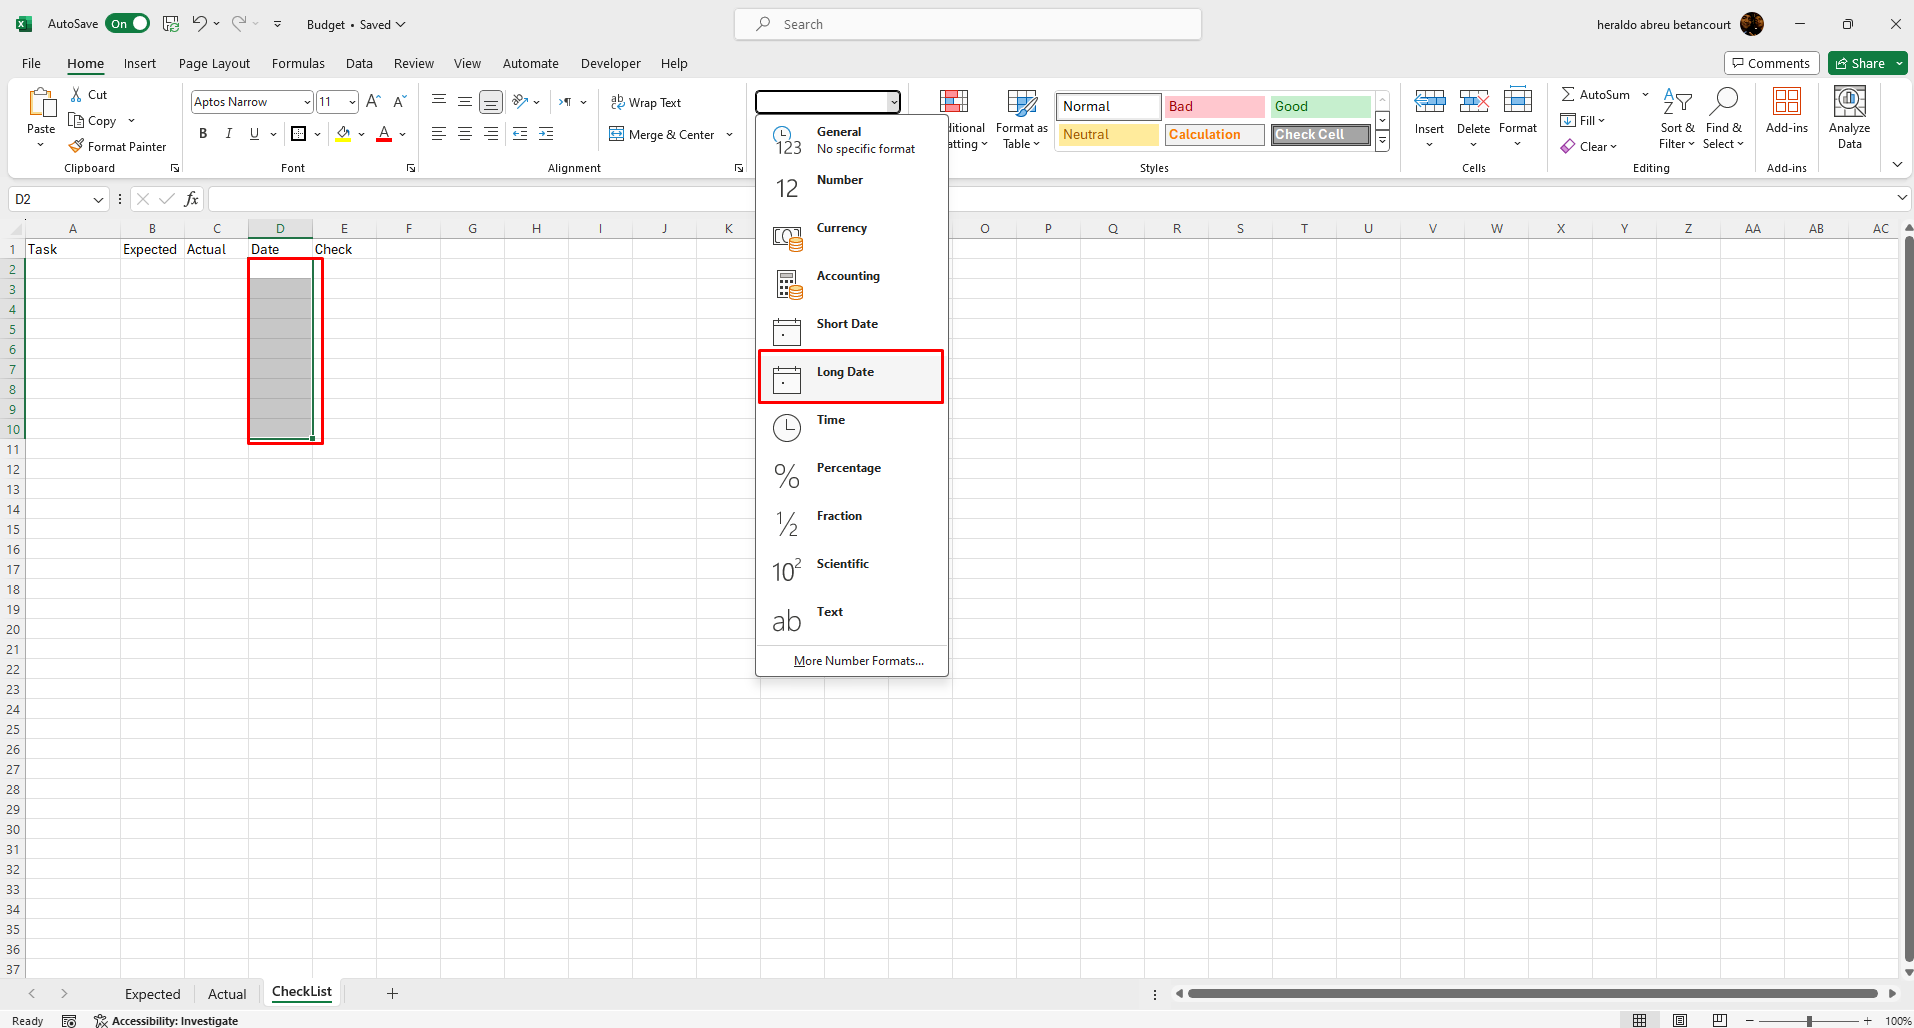 AutoSave On Budget • Saved Search heraldo abreu betancourt
File Home Insert Page Layout Formulas Data Review View Automate Developer Help Comments Share
Paste
Cut
Copy
Format Painter
Clipboard
Aptos Narrow 11
B I U
Font
Wrap Text
Merge & Center
Alignment
ditional
atting
Format as
Table
Normal Bad Good
Neutral Calculation Check Cell
Styles
Insert Delete Format
Cells
AutoSum
Fill
Clear
Sort &
Filter
Find &
Select
Editing
Add-ins
Add-ins
Analyze
Data
D2 fx
General
No specific format
Number
Currency
Accounting
Short Date
Long Date
Time
Percentage
Fraction
Scientific
Text
More Number Formats...
123
12
%
½
10²
ab
A B C D E F G H I J K O P Q R S T U V W X Y Z AA AB AC
1 Task Expected Actual Date Check
2
3
4
5
6
7
8
9
10
11
12
13
14
15
16
17
18
19
20
21
22
23
24
25
26
27
28
29
30
31
32
33
34
35
36
37
Expected Actual CheckList
Ready Accessibility: Investigate 100%